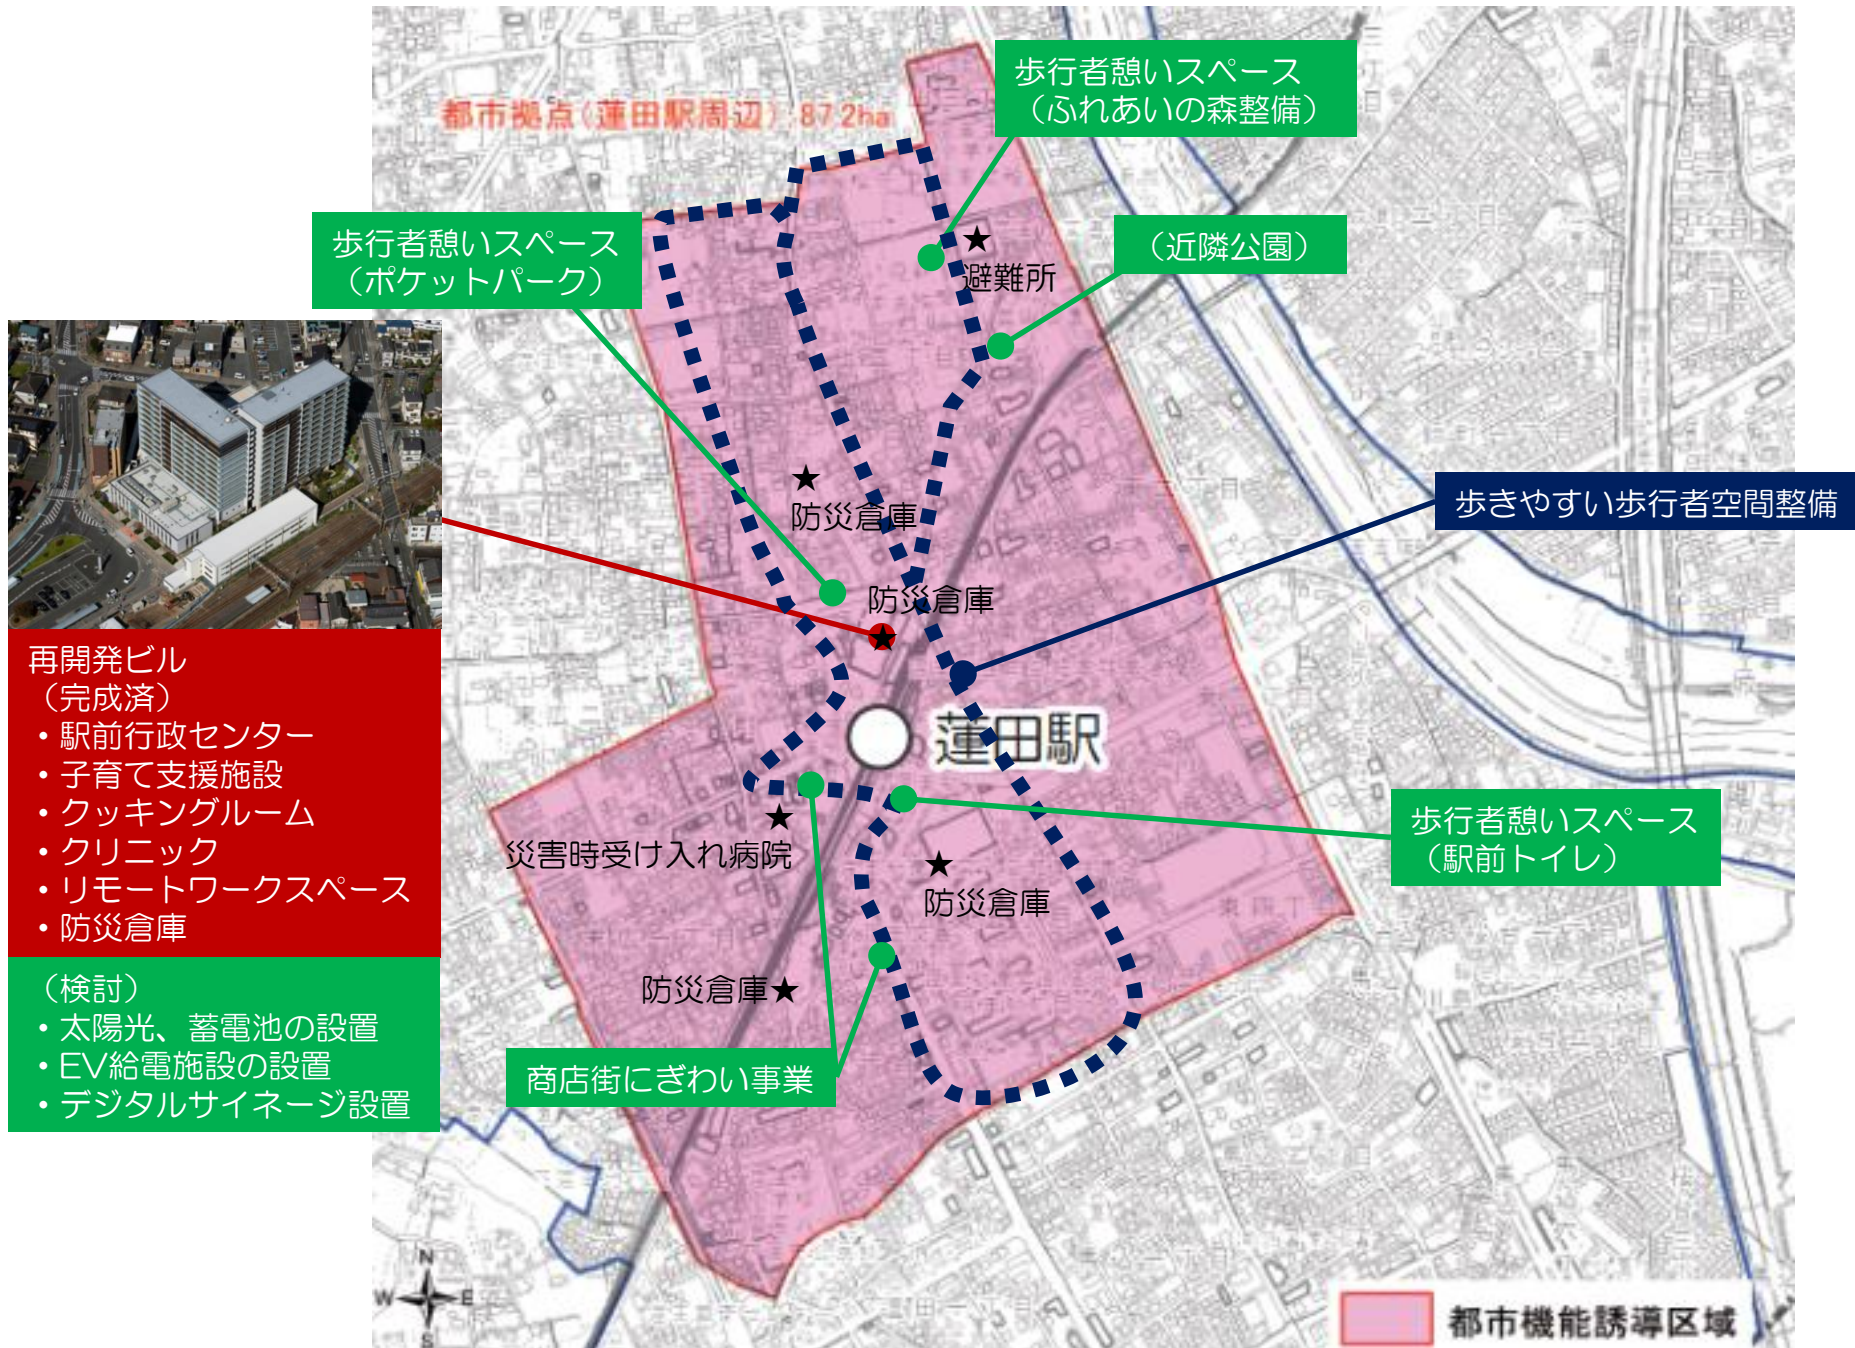 都市拠点(蓮田駅周辺):87.2ha
歩行者憩いスペース
（ふれあいの森整備）
歩行者憩いスペース
（ポケットパーク）
（近隣公園）
★
避難所
★
防災倉庫
歩きやすい歩行者空間整備
防災倉庫
★
再開発ビル
（完成済）
・駅前行政センター
・子育て支援施設
・クッキングルーム
・クリニック
・リモートワークスペース
・防災倉庫
蓮田駅
★
災害時受け入れ病院
歩行者憩いスペース
（駅前トイレ）
★
防災倉庫
防災倉庫★
（検討）
・太陽光、蓄電池の設置
・EV給電施設の設置
・デジタルサイネージ設置
商店街にぎわい事業
N
W
E
S
都市機能誘導区域